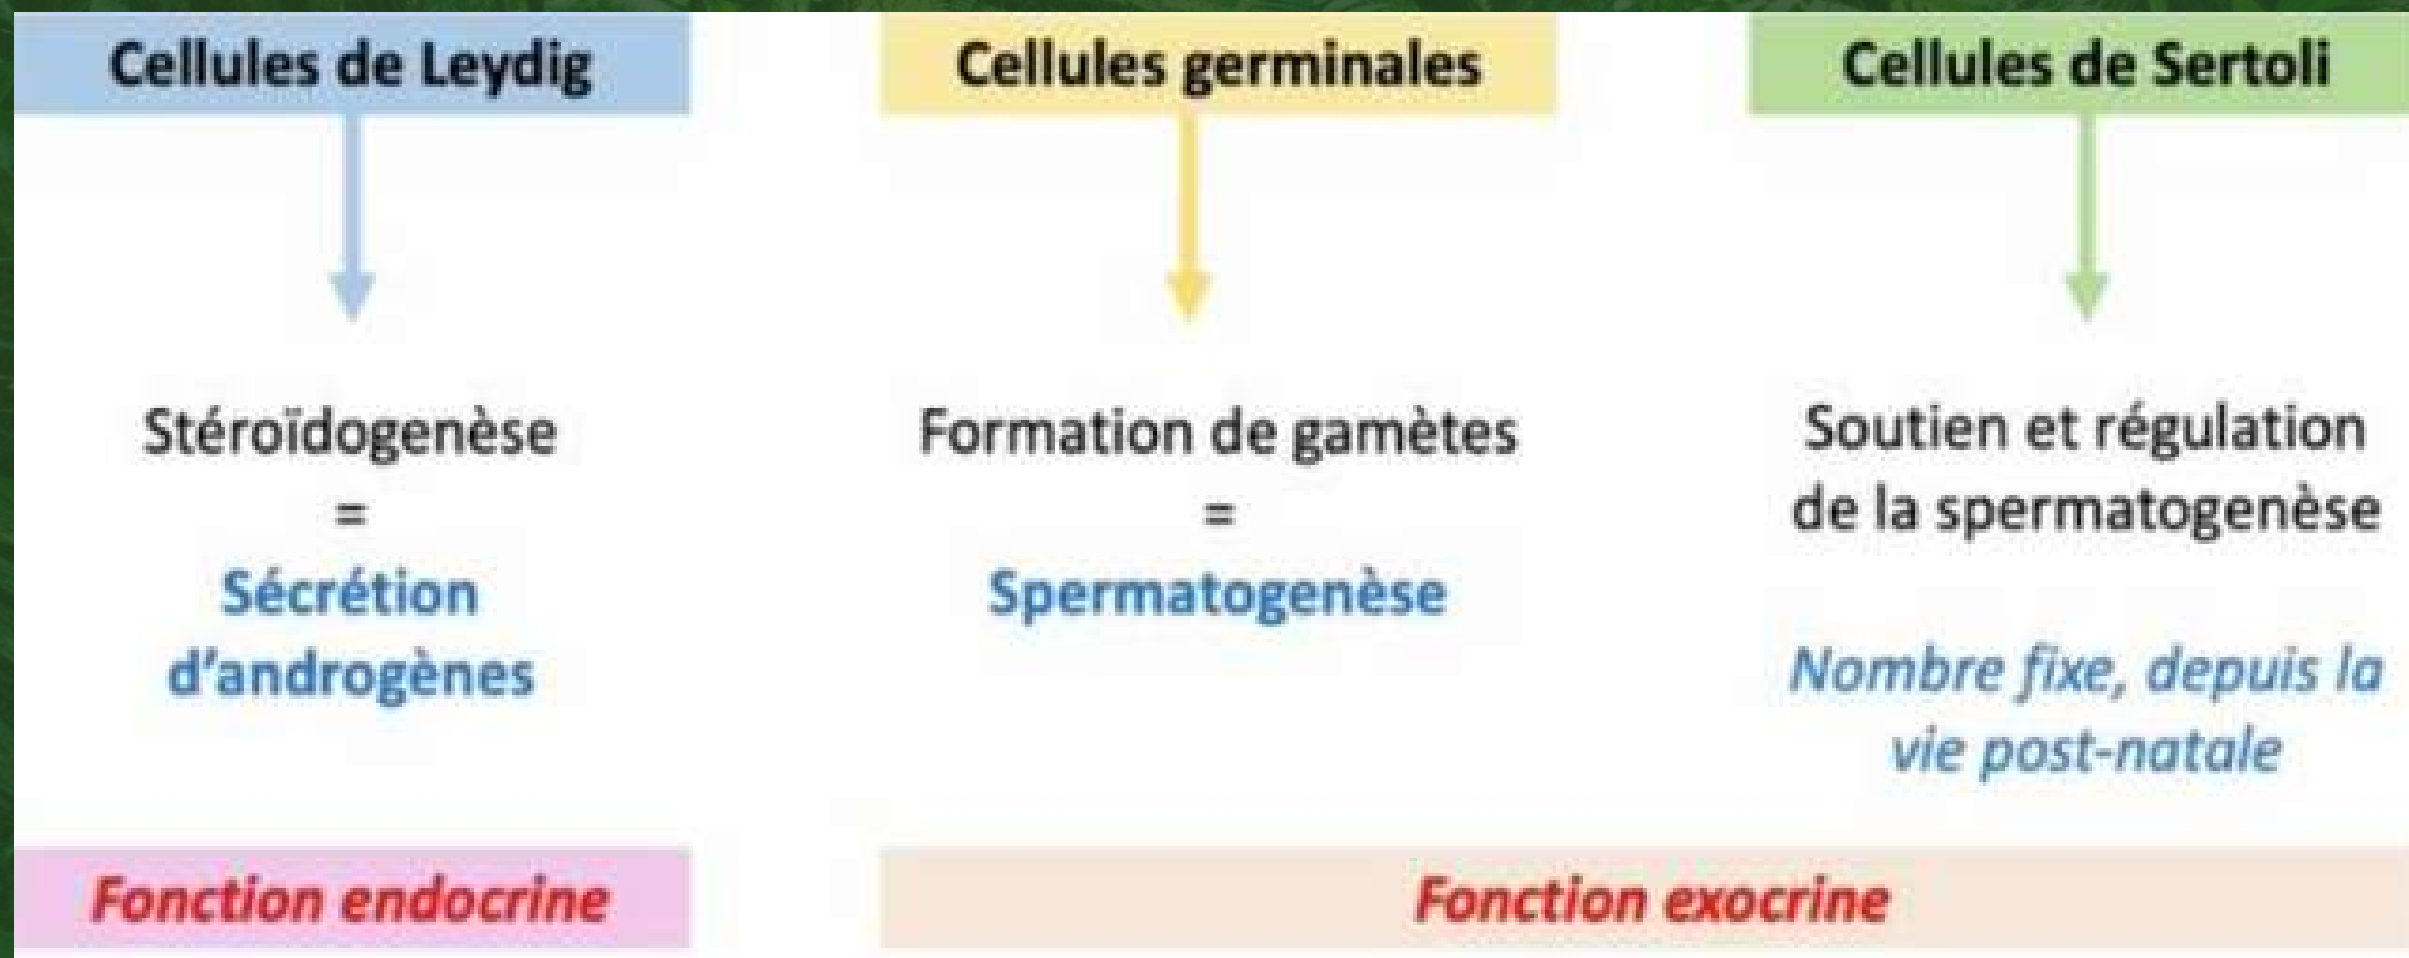 Cellules de Leydig
Cellules germinales
Cellules de Sertoli
Stéroïdogenèse
=
Sécrétion
d'androgènes
Formation de gamètes
=
Spermatogenèse
Soutien et régulation
de la spermatogenèse
Nombre fixe, depuis la
vie post-natale
Fonction endocrine
Fonction exocrine